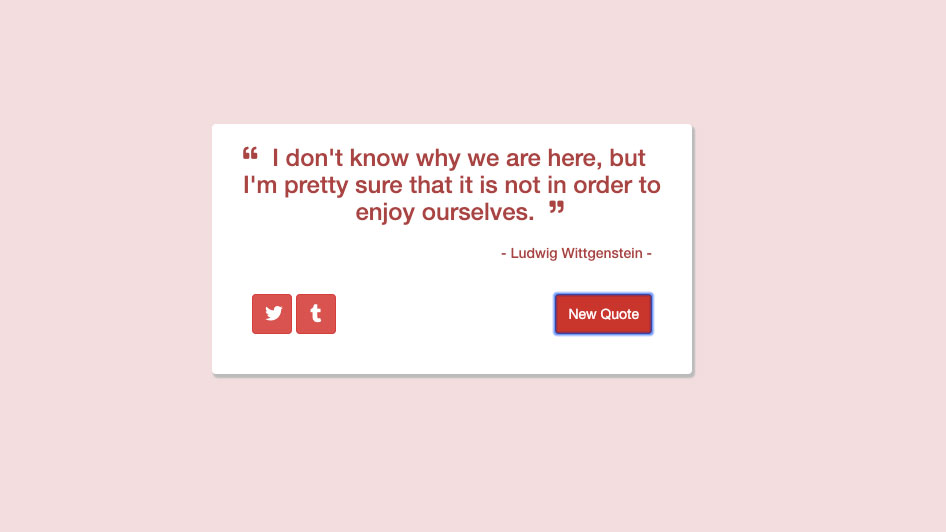 “ I don't know why we are here, but
I'm pretty sure that it is not in order to
enjoy ourselves. ”
- Ludwig Wittgenstein -
New Quote